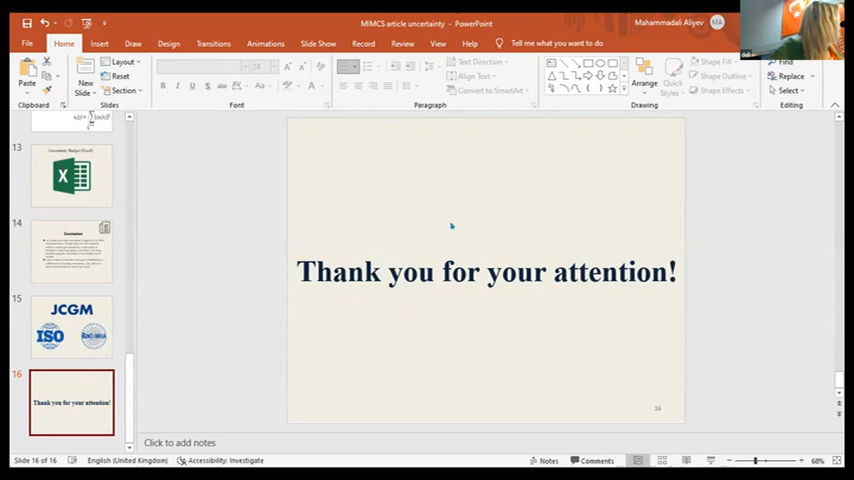 MIMCS article uncertainty - PowerPoint
Mahammadali Aliyev
MA
File Home Insert Draw Design Transitions Animations Slide Show Record Review View Help Tell me what you want to do
Paste
Clipboard
New
Slide
Layout
Reset
Section
Slides
24
Font
Text Direction
Align Text
Convert to SmartArt
Paragraph
Arrange
Shape Fill
Shape Outline
Shape Effects
Drawing
Find
Replace
Select
Editing
13
Uncertainty Budget (Excel)
14
Conclusion
15
JCGM
ISO
16
Thank you for your attention!
Thank you for your attention!
16
Click to add notes
Slide 16 of 16 English (United Kingdom) Accessibility: Investigate Notes Comments 68%